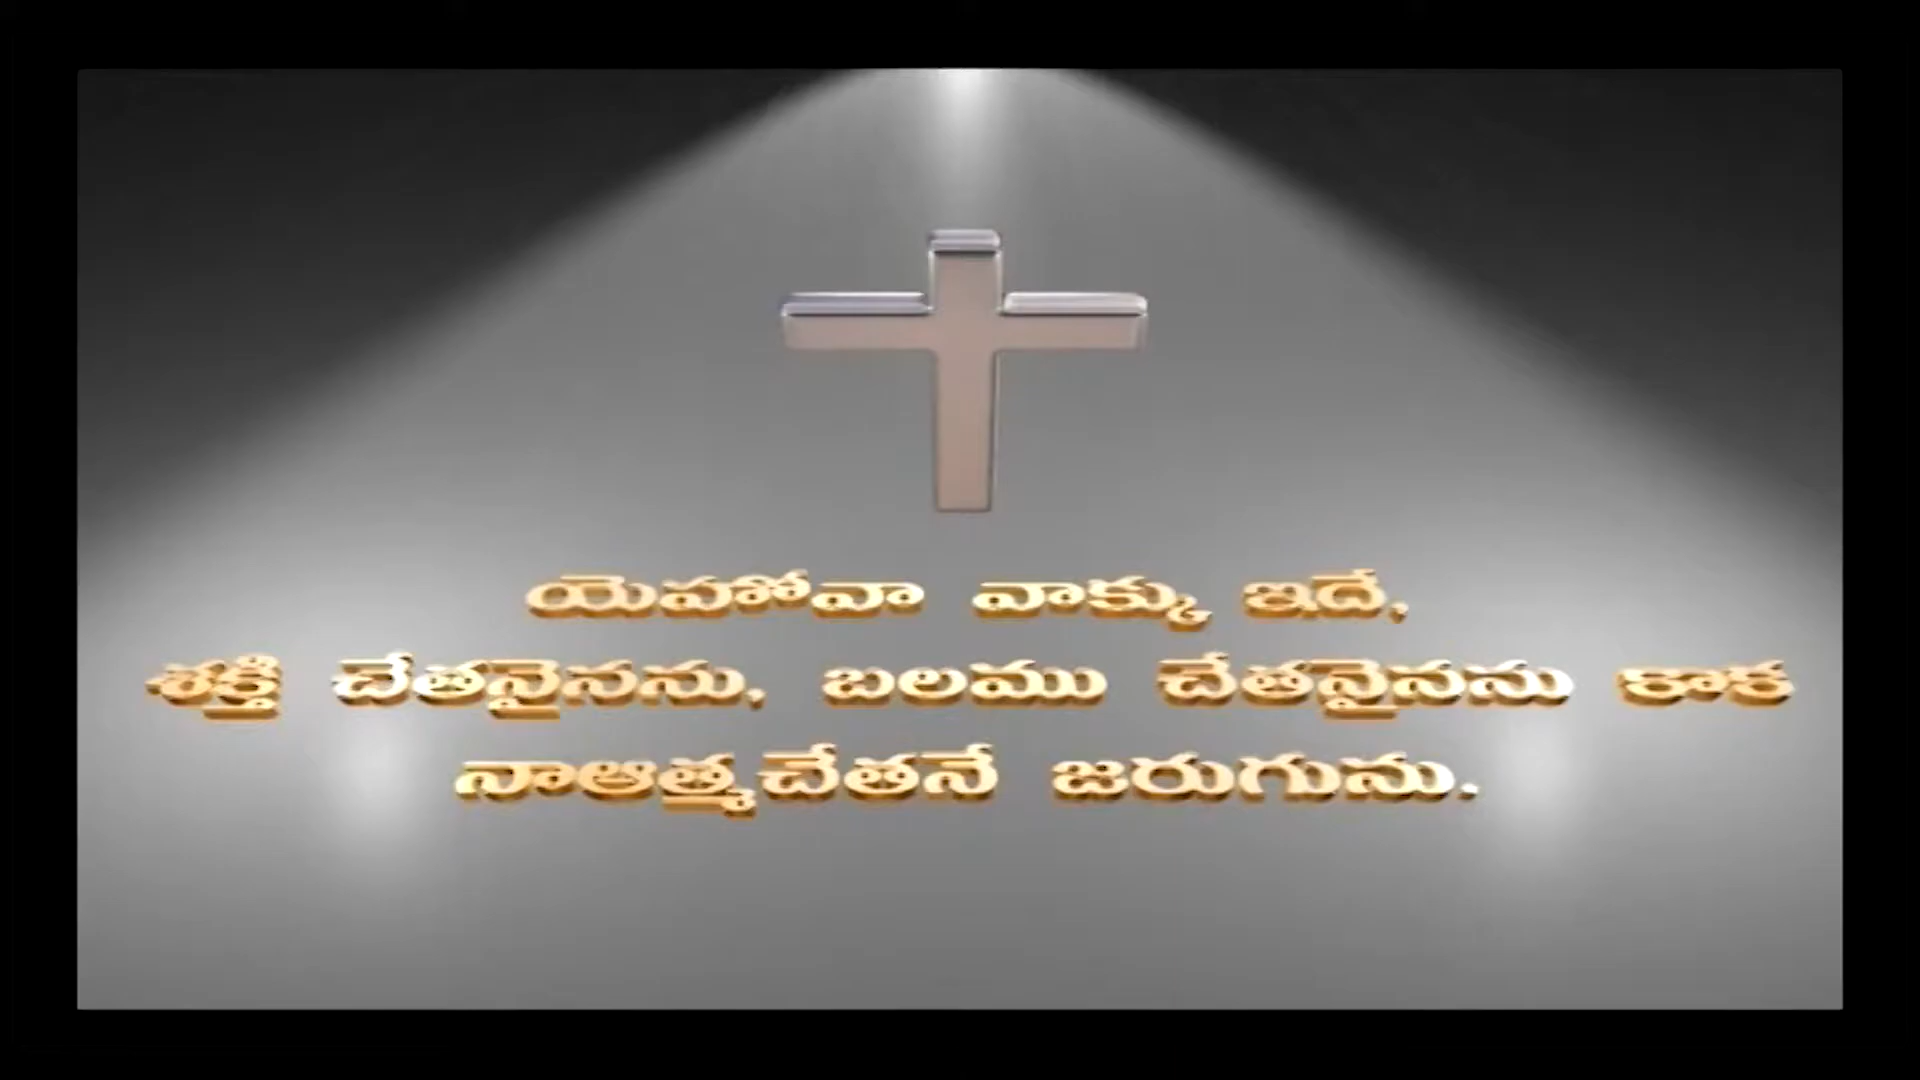 యెహోవా వాక్కు ఇదే,
శక్తి చేతనైనను, బలము చేతనైనను కాక
నాఆత్మచేతనే జరుగును.